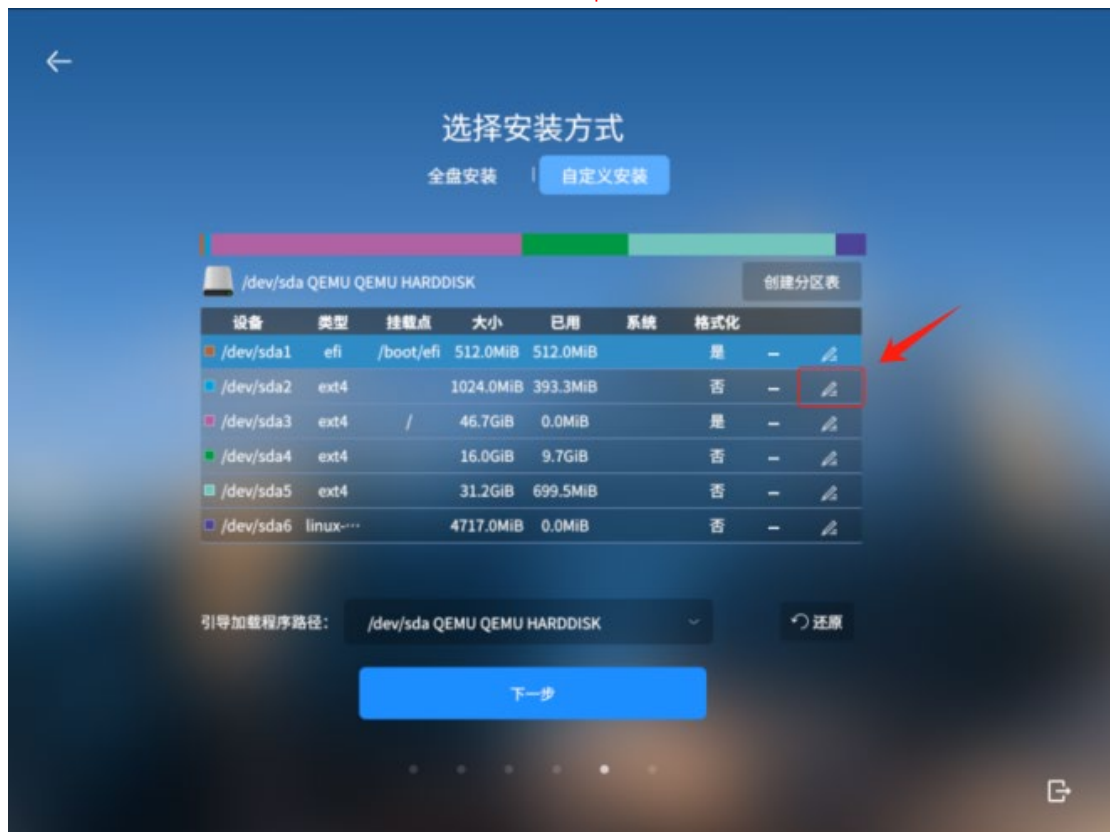 选择安装方式
全盘安装 | 自定义安装
/dev/sda QEMU QEMU HARDDISK 创建分区表
设备 类型 挂载点 大小 已用 系统 格式化
/dev/sda1 efi /boot/efi 512.0MiB 512.0MiB 是 –
/dev/sda2 ext4 1024.0MiB 393.3MiB 否 –
/dev/sda3 ext4 / 46.7GiB 0.0MiB 是 –
/dev/sda4 ext4 16.0GiB 9.7GiB 否 –
/dev/sda5 ext4 31.2GiB 699.5MiB 否 –
/dev/sda6 linux-··· 4717.0MiB 0.0MiB 否 –
引导加载程序路径： /dev/sda QEMU QEMU HARDDISK 还原
下一步